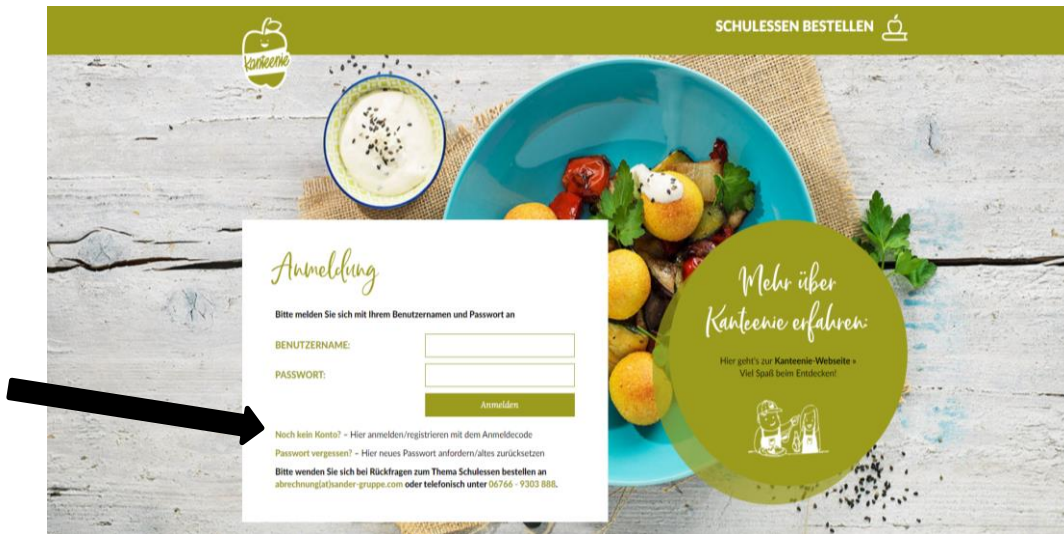 SCHULESSEN BESTELLEN
Kanteenie
Anmeldung
Bitte melden Sie sich mit Ihrem Benutzernamen und Passwort an
BENUTZERNAME:
PASSWORT:
Anmelden
Noch kein Konto? – Hier anmelden/registrieren mit dem Anmeldecode
Passwort vergessen? – Hier neues Passwort anfordern/altes zurücksetzen
Bitte wenden Sie sich bei Rückfragen zum Thema Schulessen bestellen an
abrechnung(at)sander-gruppe.com oder telefonisch unter 06766 - 9303 888.
Mehr über
Kanteenie erfahren:
Hier geht's zur Kanteenie-Webseite »
Viel Spaß beim Entdecken!